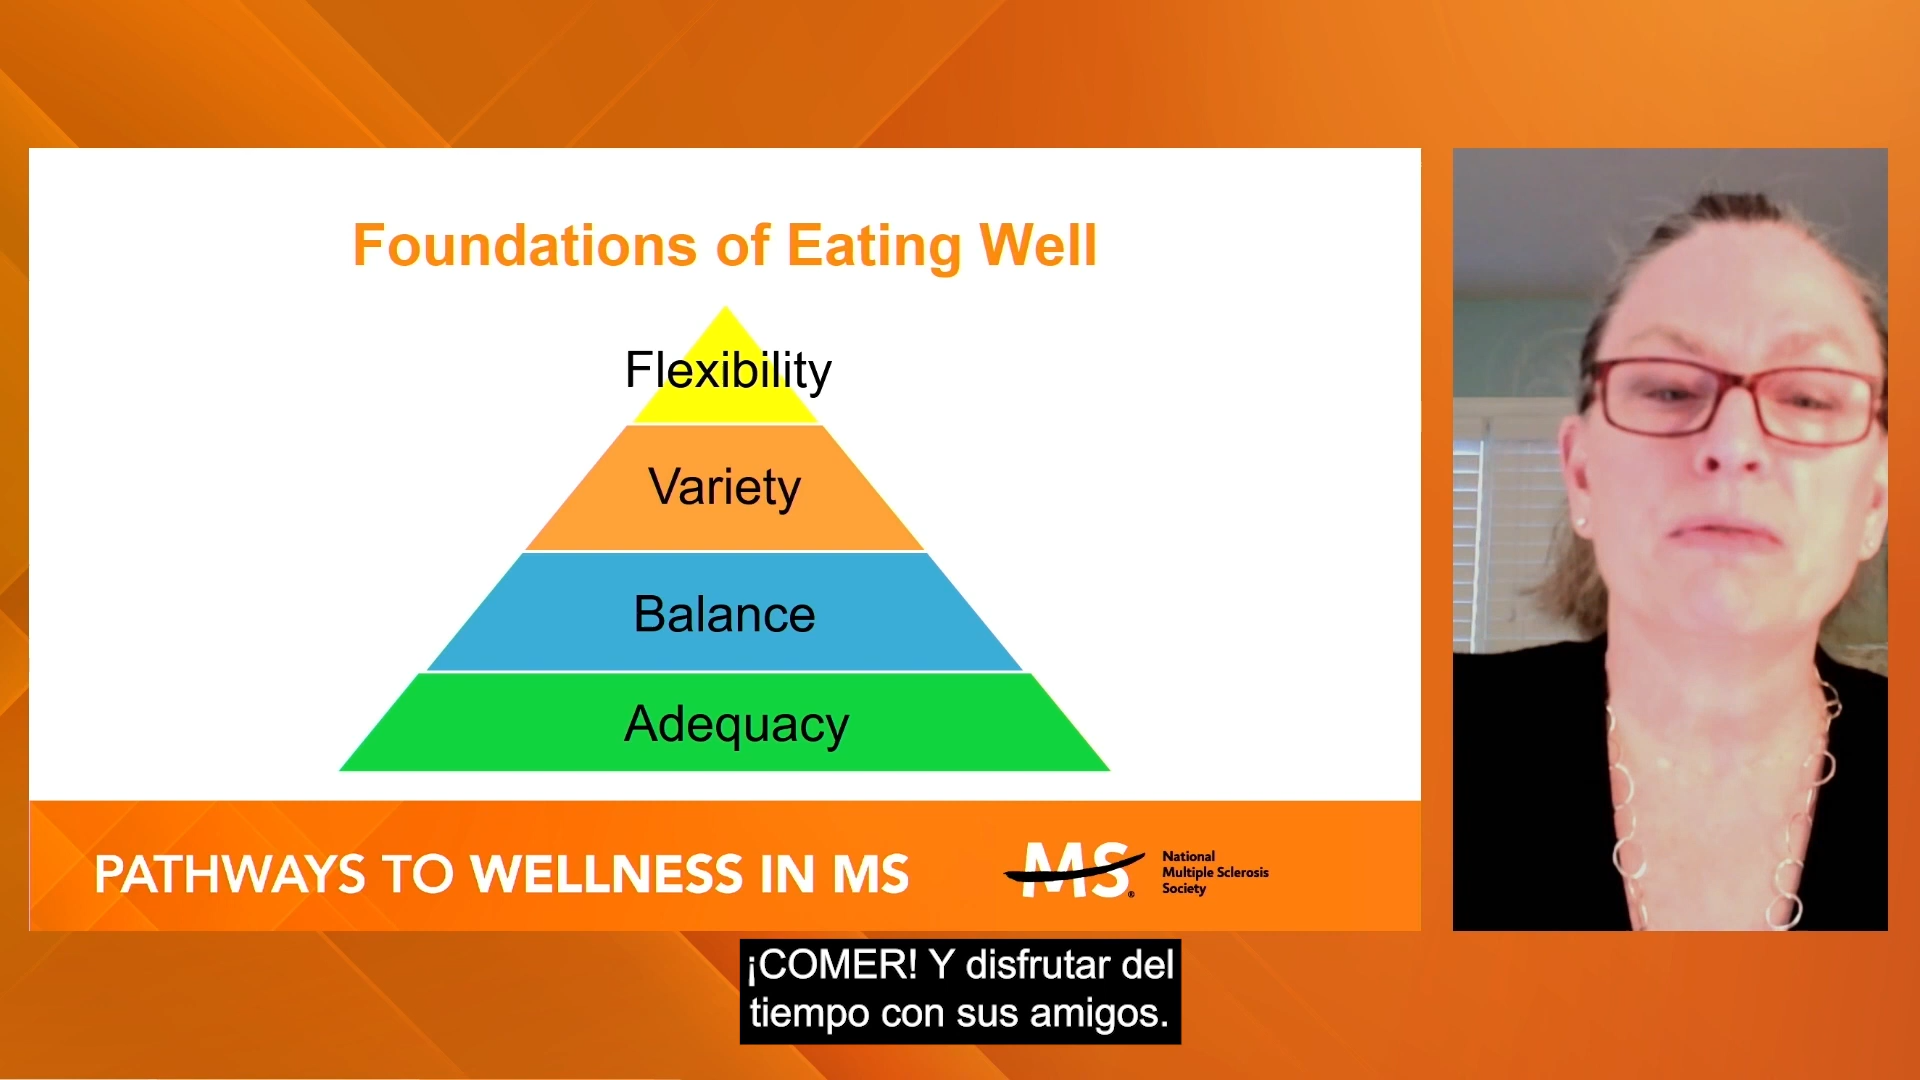 Foundations of Eating Well
Flexibility
Variety
Balance
Adequacy
PATHWAYS TO WELLNESS IN MS
MS®
National
Multiple Sclerosis
Society
¡COMER! Y disfrutar del
tiempo con sus amigos.